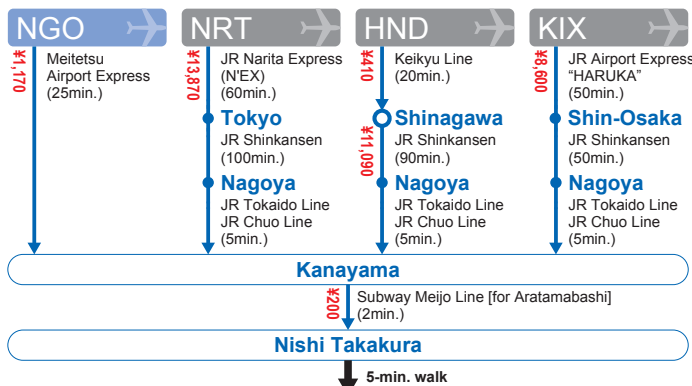 NGO
NRT
HND
KIX
¥1,170
Meitetsu
Airport Express
(25min.)
¥13,870
JR Narita Express
(N'EX)
(60min.)
Tokyo
JR Shinkansen
(100min.)
Nagoya
JR Tokaido Line
JR Chuo Line
(5min.)
¥410
Keikyu Line
(20min.)
Shinagawa
¥11,090
JR Shinkansen
(90min.)
Nagoya
JR Tokaido Line
JR Chuo Line
(5min.)
¥8,600
JR Airport Express
“HARUKA”
(50min.)
Shin-Osaka
JR Shinkansen
(50min.)
Nagoya
JR Tokaido Line
JR Chuo Line
(5min.)
Kanayama
¥200
Subway Meijo Line [for Aratamabashi]
(2min.)
Nishi Takakura
5-min. walk